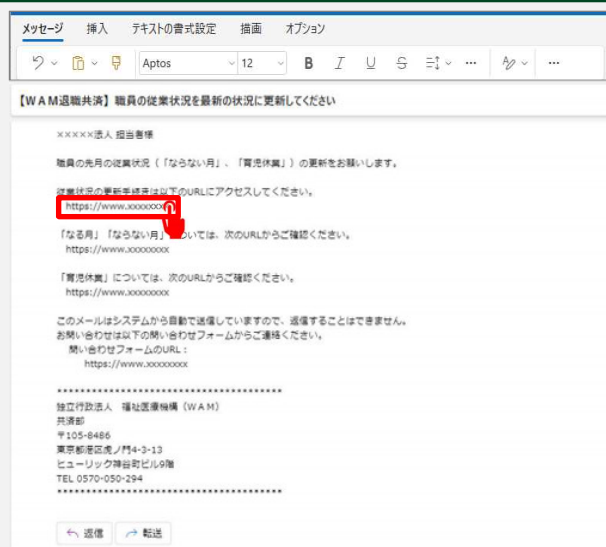 メッセージ 挿入 テキストの書式設定 描画 オプション
Aptos 12 B I U S
【ＷＡＭ退職共済】職員の従業状況を最新の状況に更新してください
×××××法人 担当者様
職員の先月の従業状況（「ならない月」、「育児休業」）の更新をお願いします。
従業状況の更新手続きは以下のURLにアクセスしてください。
https://www.xxxxxxx
「なる月」「ならない月」については、次のURLからご確認ください。
https://www.xxxxxxxx
「育児休業」については、次のURLからご確認ください。
https://www.xxxxxxxx
このメールはシステムから自動で送信していますので、返信することはできません。
お問い合わせは以下の問い合わせフォームからご連絡ください。
問い合わせフォームのURL：
https://www.xxxxxxxx
****************************************
独立行政法人　福祉医療機構（ＷＡＭ）
共済部
〒105-8486
東京都港区虎ノ門4-3-13
ヒューリック神谷町ビル9階
TEL 0570-050-294
****************************************
返信 転送